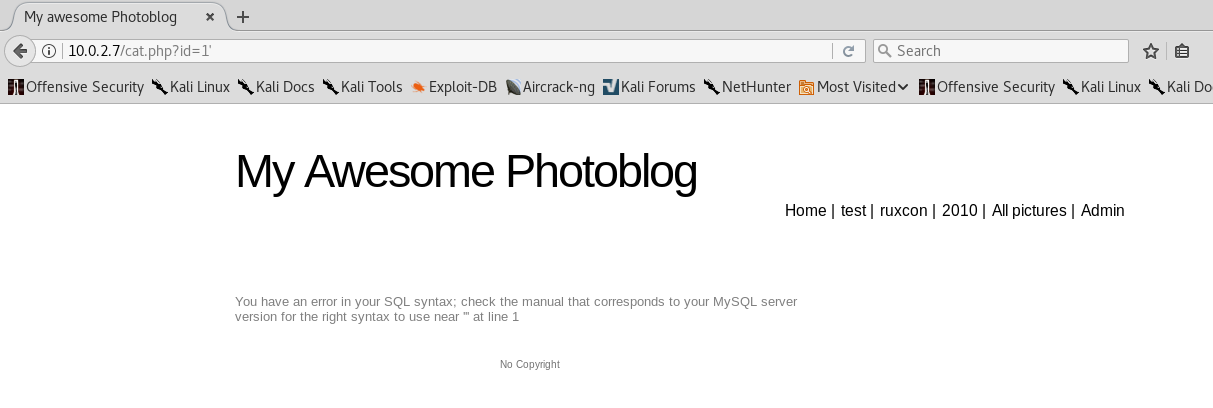 My awesome Photoblog
10.0.2.7/cat.php?id=1'
Search
Offensive Security Kali Linux Kali Docs Kali Tools Exploit-DB Aircrack-ng Kali Forums NetHunter Most Visited Offensive Security Kali Linux Kali Do
My Awesome Photoblog
Home | test | ruxcon | 2010 | All pictures | Admin
You have an error in your SQL syntax; check the manual that corresponds to your MySQL server
version for the right syntax to use near ''' at line 1
No Copyright